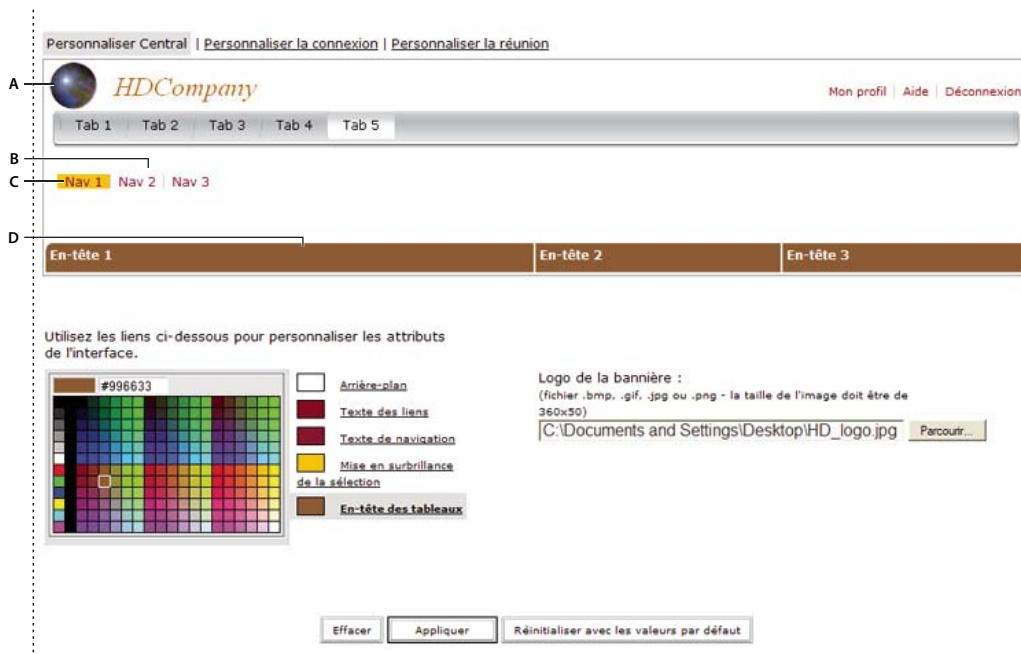 Personnaliser Central | Personnaliser la connexion | Personnaliser la réunion
A
HDCompany
Mon profil | Aide | Déconnexion
Tab 1 Tab 2 Tab 3 Tab 4 Tab 5
B
C
Nav 1 Nav 2 Nav 3
D
En-tête 1 En-tête 2 En-tête 3
Utilisez les liens ci-dessous pour personnaliser les attributs
de l'interface.
#996633
Arrière-plan
Texte des liens
Texte de navigation
Mise en surbrillance
de la sélection
En-tête des tableaux
Logo de la bannière :
(fichier .bmp, .gif, .jpg ou .png - la taille de l'image doit être de
360x50)
C:\Documents and Settings\Desktop\HD_logo.jpg Parcourir...
Effacer Appliquer Réinitialiser avec les valeurs par défaut